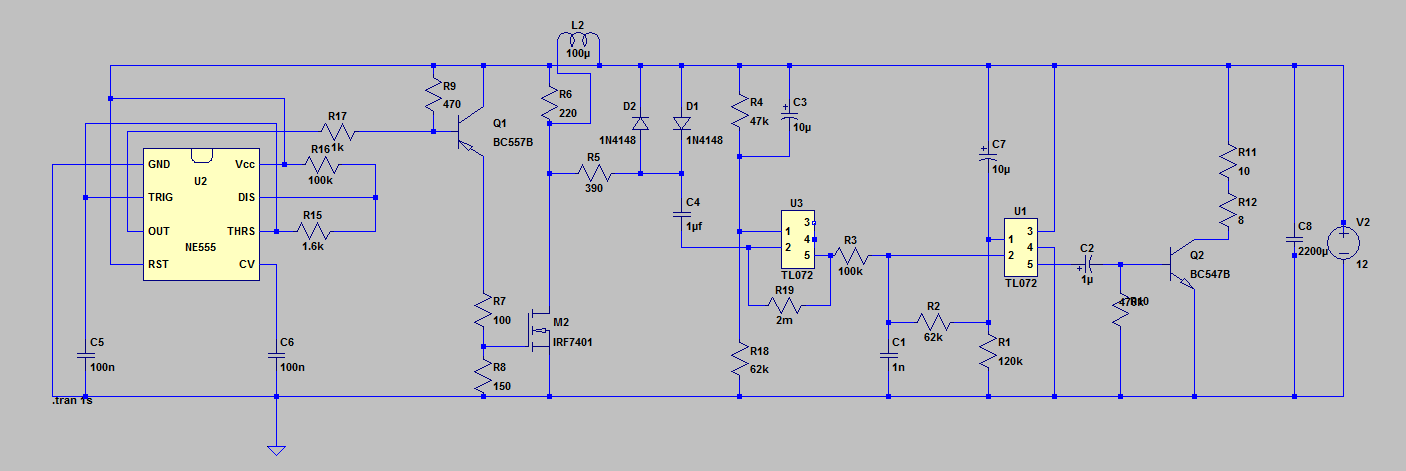 L2
100µ
R9
470
R6
220
D2
D1
1N4148
1N4148
R4
47k
C3
10µ
R17
1k
Q1
BC557B
R16
100k
GND
Vcc
U2
TRIG
DIS
OUT
THRS
NE555
RST
CV
R15
1.6k
R5
390
C4
1µf
U3
3
1
4
2
5
TL072
R3
100k
R19
2m
C7
10µ
U1
3
1
4
2
5
TL072
C2
1µ
Q2
BC547B
R11
10
R12
8
C8
2200µ
V2
12
R7
100
M2
IRF7401
R8
150
R18
62k
C1
1n
R2
62k
R1
120k
C5
100n
C6
100n
.tran 1s